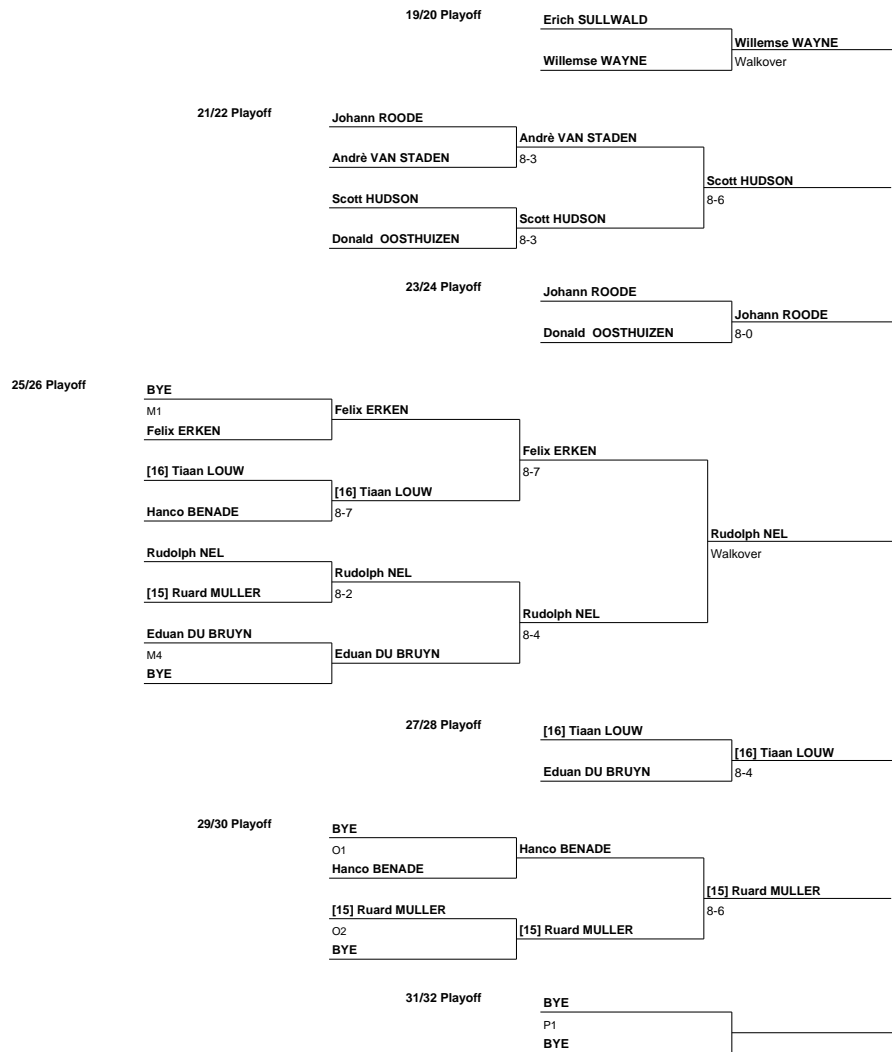 19/20 Playoff
Erich SULLWALD
Willemse WAYNE
Willemse WAYNE
Walkover
21/22 Playoff
Johann ROODE
Andrè VAN STADEN
Andrè VAN STADEN
8-3
Scott HUDSON
Scott HUDSON
8-6
Scott HUDSON
Donald OOSTHUIZEN
8-3
23/24 Playoff
Johann ROODE
Johann ROODE
Donald OOSTHUIZEN
8-0
25/26 Playoff
BYE
M1
Felix ERKEN
Felix ERKEN
Felix ERKEN
8-7
[16] Tiaan LOUW
[16] Tiaan LOUW
Hanco BENADE
8-7
Rudolph NEL
Walkover
Rudolph NEL
Rudolph NEL
[15] Ruard MULLER
8-2
Rudolph NEL
8-4
Eduan DU BRUYN
M4
Eduan DU BRUYN
BYE
27/28 Playoff
[16] Tiaan LOUW
[16] Tiaan LOUW
Eduan DU BRUYN
8-4
29/30 Playoff
BYE
O1
Hanco BENADE
Hanco BENADE
[15] Ruard MULLER
8-6
[15] Ruard MULLER
O2
[15] Ruard MULLER
BYE
31/32 Playoff
BYE
P1
BYE